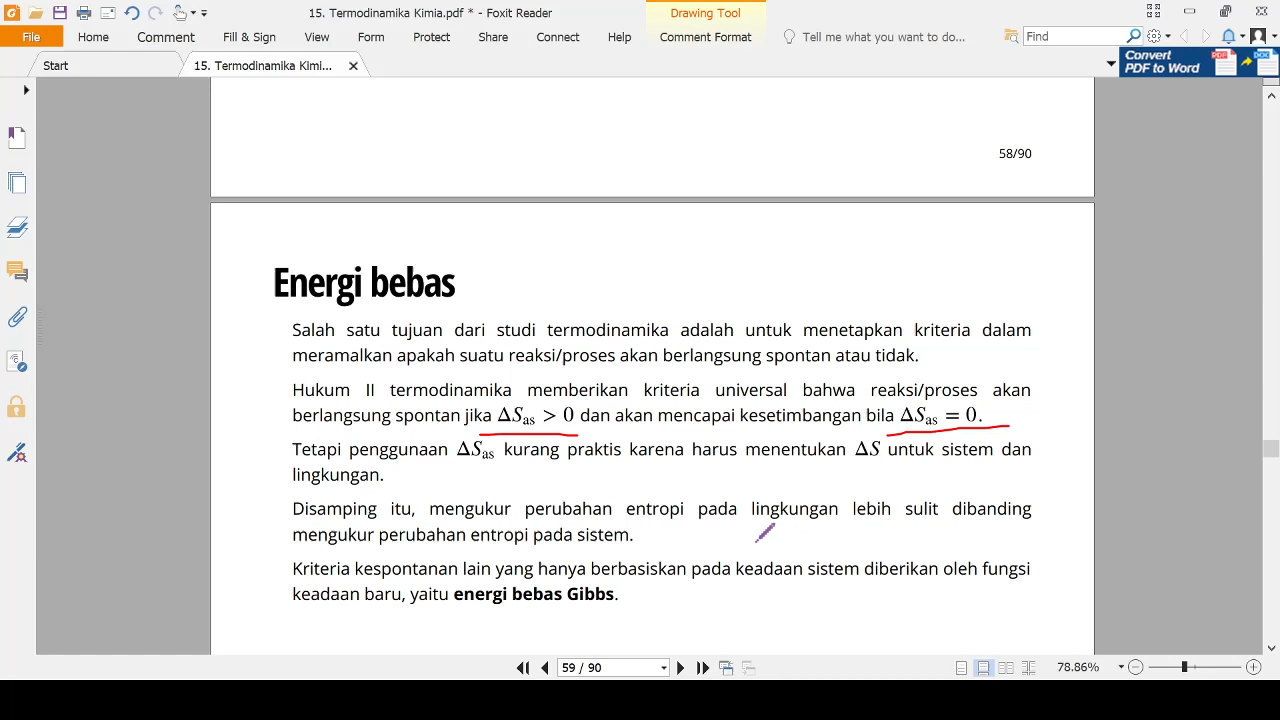 15. Termodinamika Kimia.pdf * - Foxit Reader
Drawing Tool
File Home Comment Fill & Sign View Form Protect Share Connect Help Comment Format Tell me what you want to do... Find
Start 15. Termodinamika Kimi...
Convert
PDF to Word
58/90
Energi bebas
Salah satu tujuan dari studi termodinamika adalah untuk menetapkan kriteria dalam
meramalkan apakah suatu reaksi/proses akan berlangsung spontan atau tidak.
Hukum II termodinamika memberikan kriteria universal bahwa reaksi/proses akan
berlangsung spontan jika ΔSas > 0 dan akan mencapai kesetimbangan bila ΔSas = 0.
Tetapi penggunaan ΔSas kurang praktis karena harus menentukan ΔS untuk sistem dan
lingkungan.
Disamping itu, mengukur perubahan entropi pada lingkungan lebih sulit dibanding
mengukur perubahan entropi pada sistem.
Kriteria kespontanan lain yang hanya berbasiskan pada keadaan sistem diberikan oleh fungsi
keadaan baru, yaitu energi bebas Gibbs.
59 / 90
78.86%